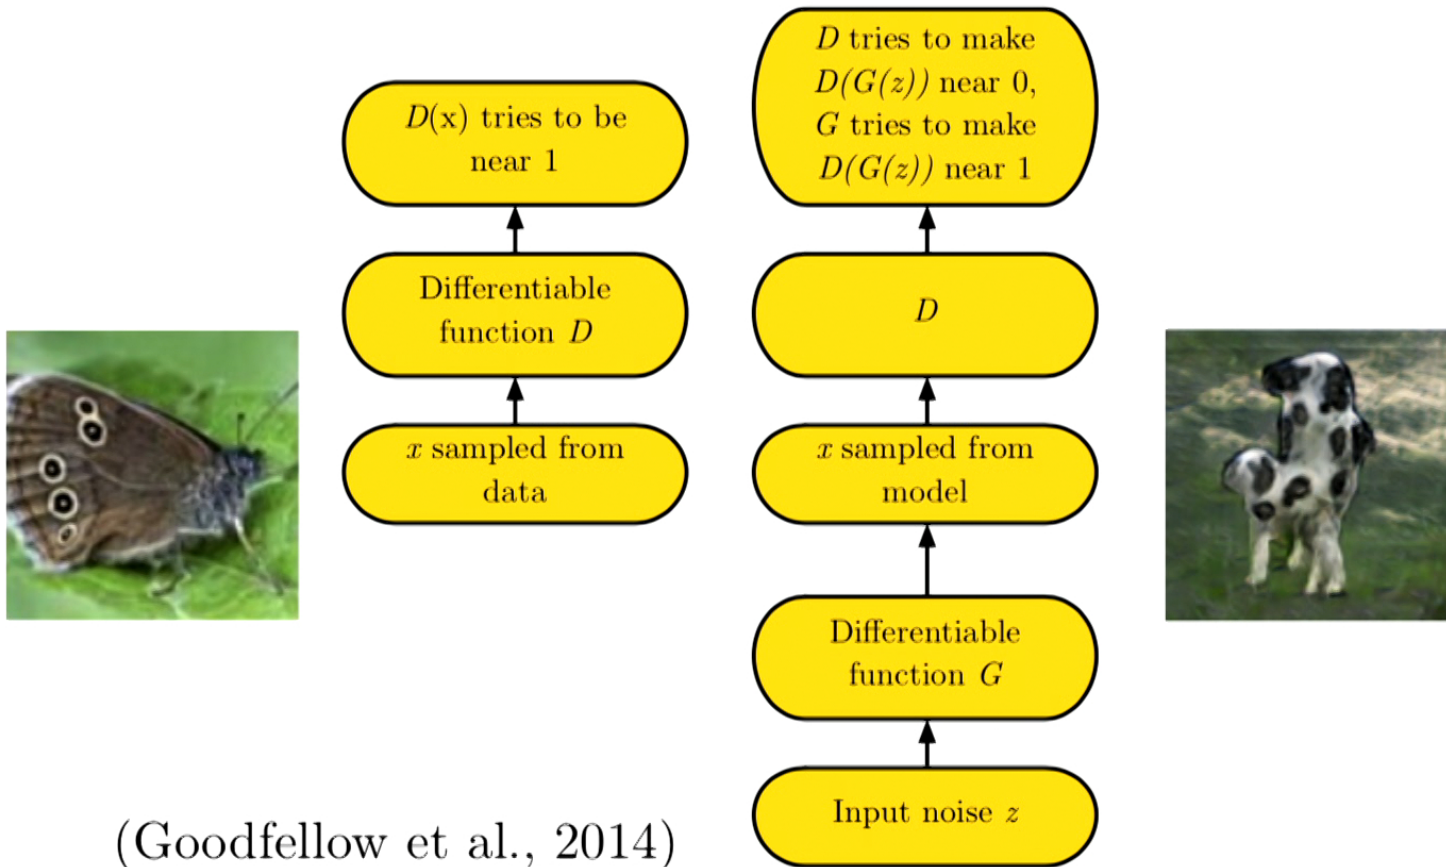 D(x) tries to be
near 1
Differentiable
function D
x sampled from
data
D tries to make
D(G(z)) near 0,
G tries to make
D(G(z)) near 1
D
x sampled from
model
Differentiable
function G
Input noise z
(Goodfellow et al., 2014)